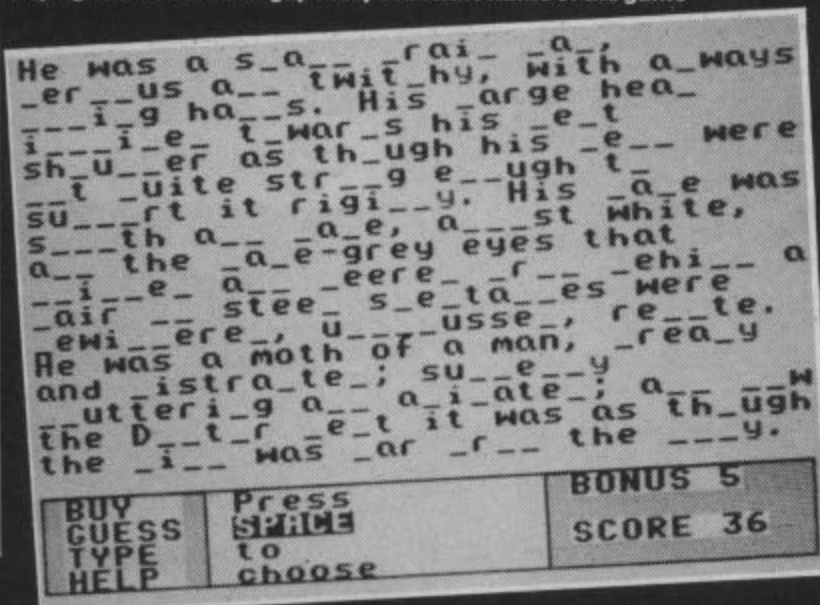 He was a s_a__ _rai_ _a_,
_er__us a__ twit_hy, with a_ways
___i_g ha__s. His _arge hea_
i___i_e_ t_war_s his _e_t
sh_u__er as th_ugh his _e__ were
__t _uite str__g e__ugh t_
su___rt it rigi__y. His _a_e was
s___th a__ _a_e, a___st white,
a__ the _a_e-grey eyes that
__i__e_ a__ _eere_ _r__ _ehi__ a
_air __ stee_ s_e_ta__es were
_ewi__ere_, u____usse_, re__te.
He was a moth of a man, _rea_y
and _istra_te_; su__e__y
__utteri_g a__ a_i_ate_; a__ __w
the D__t_r _e_t it was as th_ugh
the _i__ was _ar _r__ the ___y.
BUY
GUESS
TYPE
HELP
Press
SPACE
to
choose
BONUS 5
SCORE 36